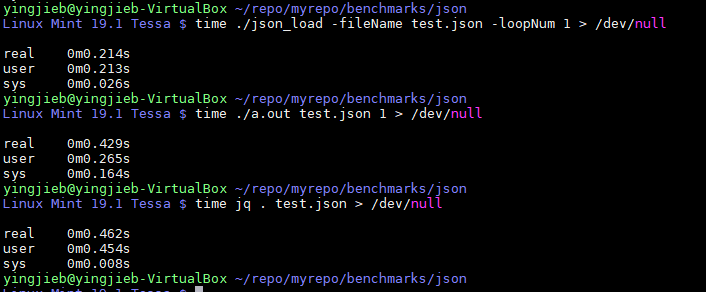 yingjieb@yingjieb-VirtualBox ~/repo/myrepo/benchmarks/json
Linux Mint 19.1 Tessa $ time ./json_load -fileName test.json -loopNum 1 > /dev/null
real 0m0.214s
user 0m0.213s
sys 0m0.026s
yingjieb@yingjieb-VirtualBox ~/repo/myrepo/benchmarks/json
Linux Mint 19.1 Tessa $ time ./a.out test.json 1 > /dev/null
real 0m0.429s
user 0m0.265s
sys 0m0.164s
yingjieb@yingjieb-VirtualBox ~/repo/myrepo/benchmarks/json
Linux Mint 19.1 Tessa $ time jq . test.json > /dev/null
real 0m0.462s
user 0m0.454s
sys 0m0.008s
yingjieb@yingjieb-VirtualBox ~/repo/myrepo/benchmarks/json
Linux Mint 19.1 Tessa $